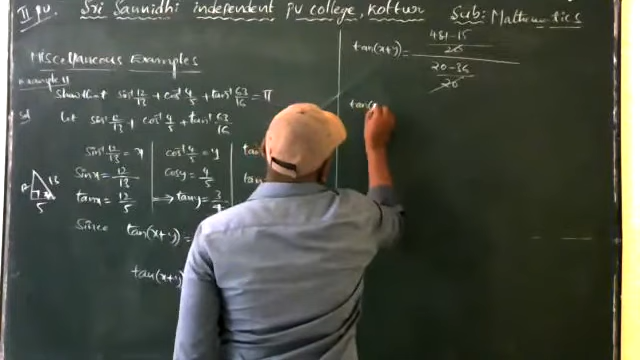 II PU. Sri Sannidhi independent PU college, Kottur Sub: Mathematics
Miscellaneous Examples
Example 11
Show that sin⁻¹ 12/13 + cos⁻¹ 4/5 + tan⁻¹ 63/16 = π
Sol Let sin⁻¹ 12/13 + cos⁻¹ 4/5 + tan⁻¹ 63/16
sin⁻¹ 12/13 = x cos⁻¹ 4/5 = y tan
sin x = 12/13 cos y = 4/5 tan
tan x = 12/5 ⇒ tan y = 3/4
12 13 5
Since tan(x+y) =
tan(x+y)
tan(x+y) = 48+15/20
20-36/20
tan(